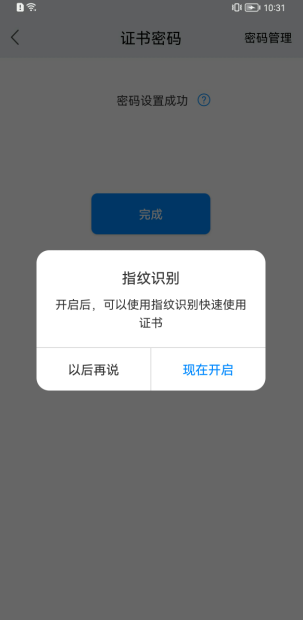 10:31
证书密码
密码管理
密码设置成功 ?
完成
指纹识别
开启后，可以使用指纹识别快速使用
证书
以后再说
现在开启